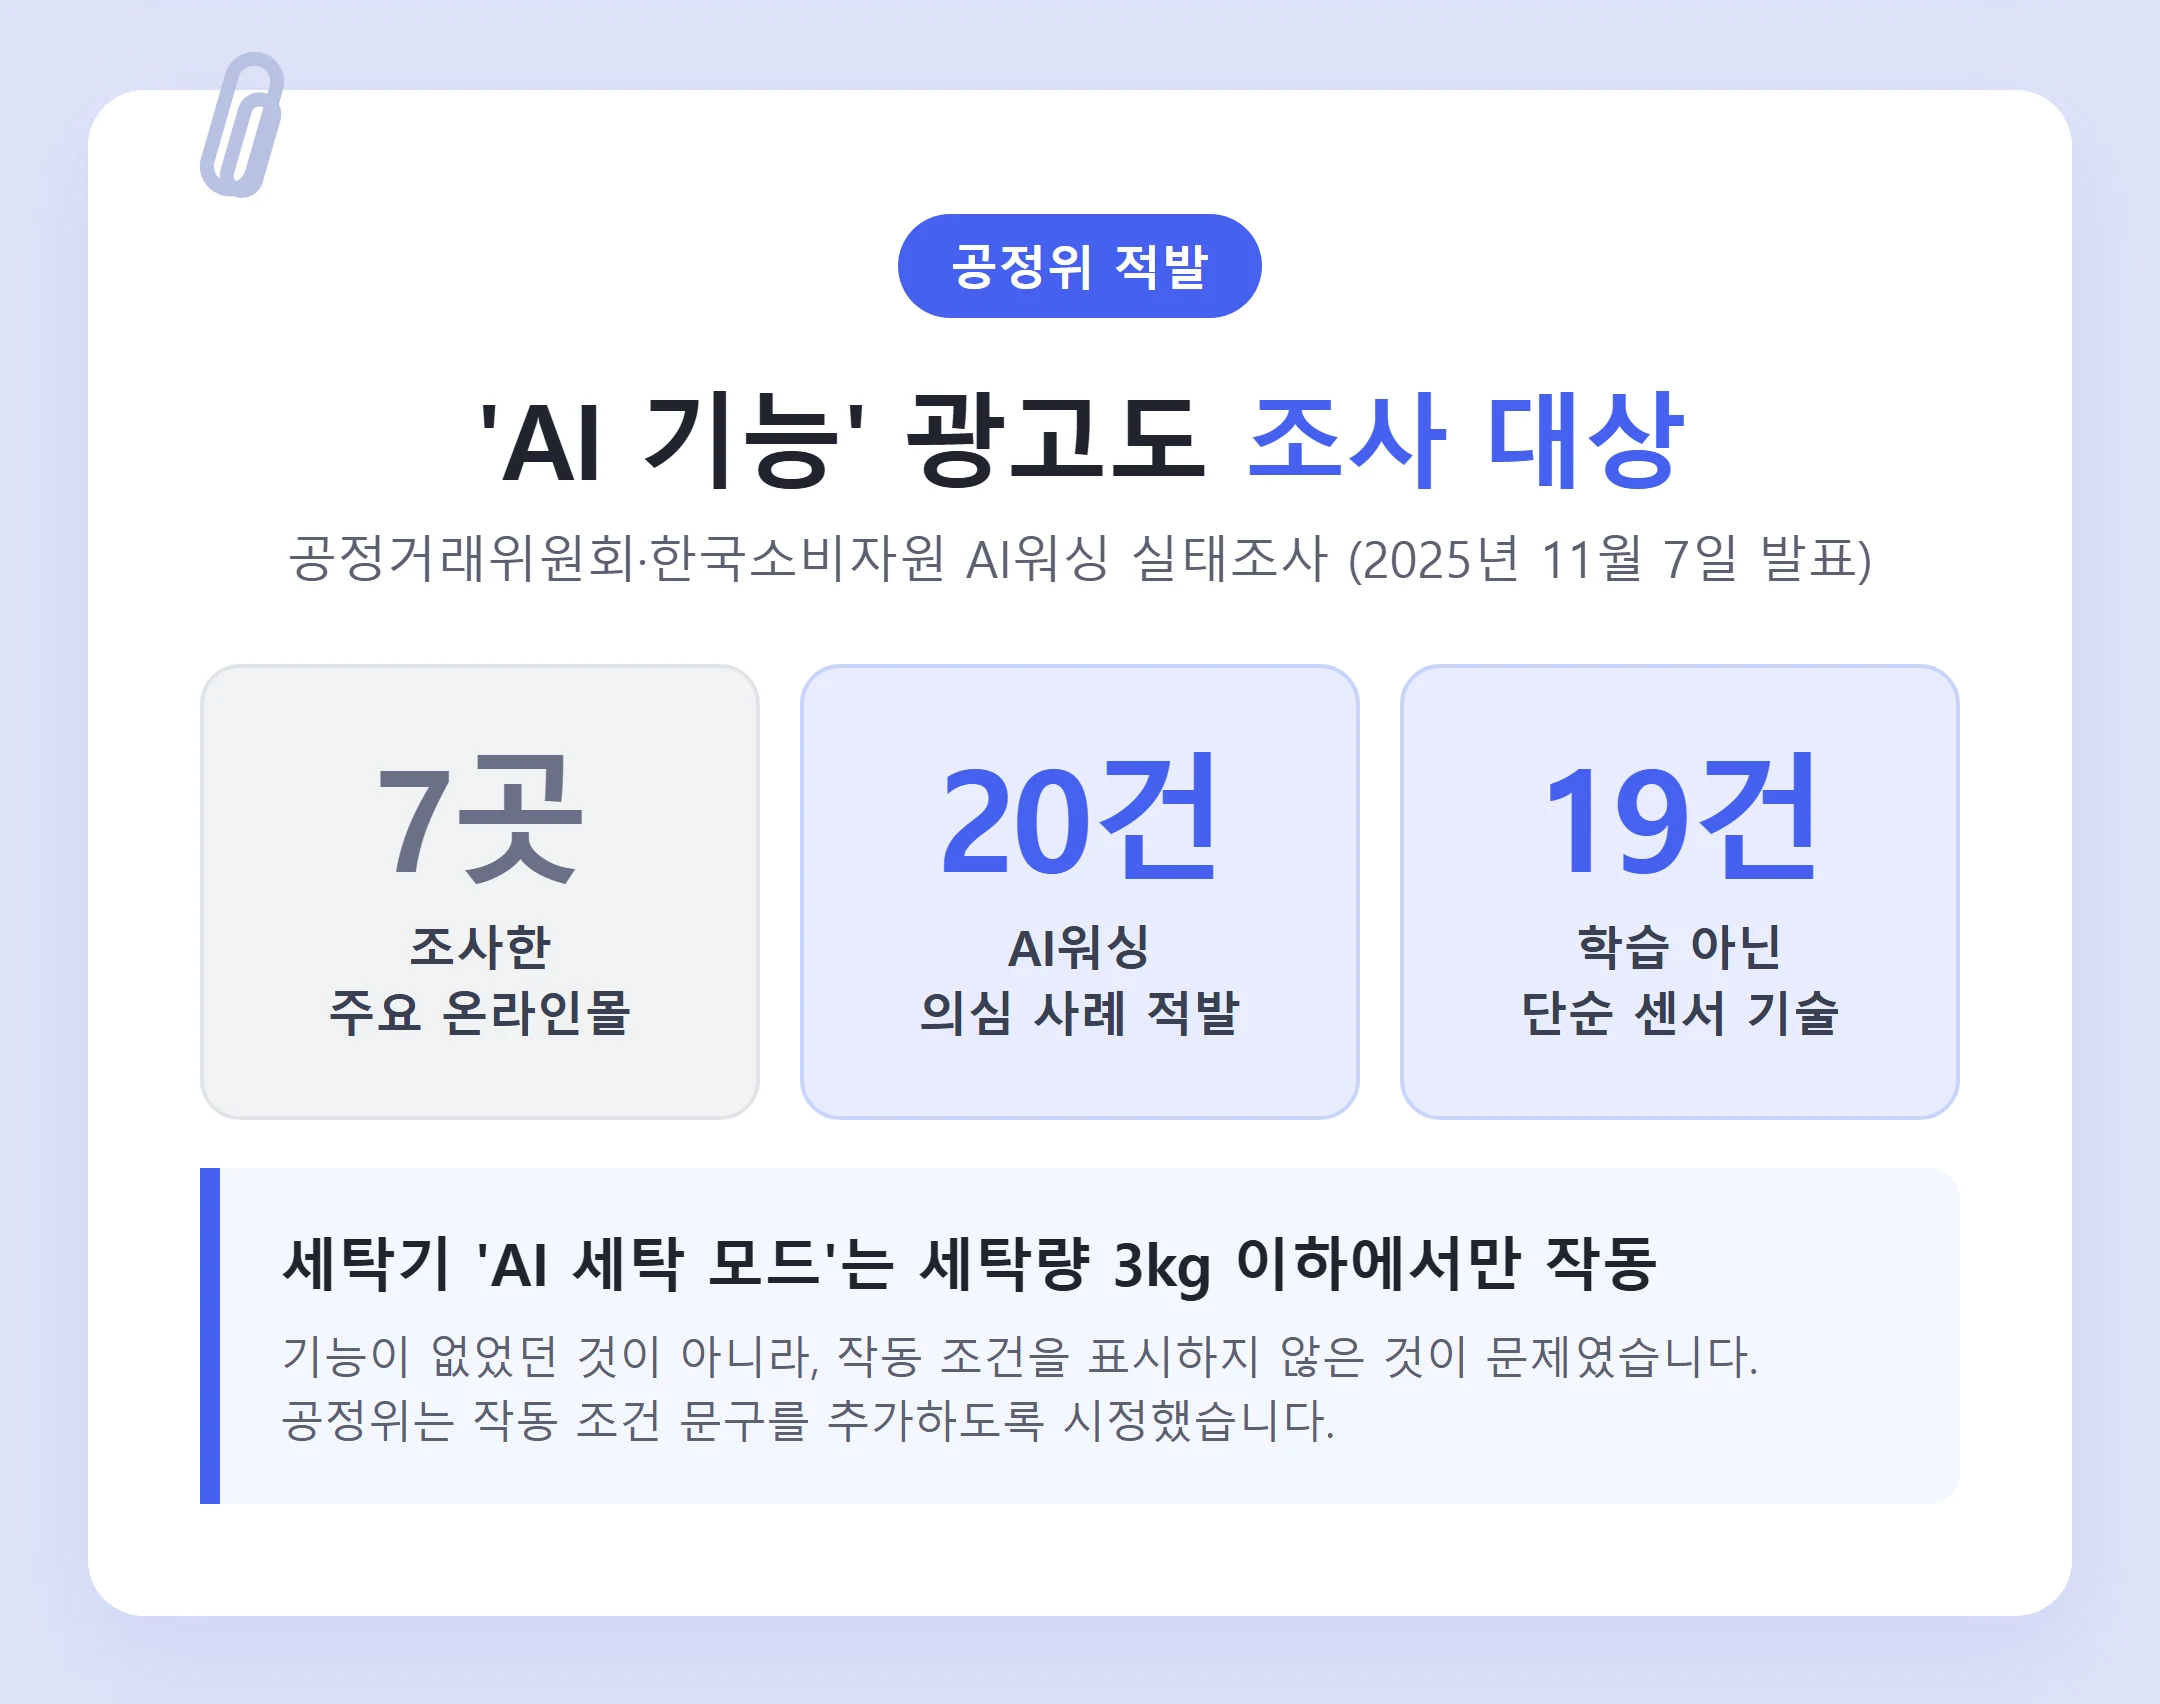 공정위 적발
'AI 기능' 광고도 조사 대상
공정거래위원회·한국소비자원 AI워싱 실태조사 (2025년 11월 7일 발표)
7곳
조사한
주요 온라인몰
20건
AI워싱
의심 사례 적발
19건
학습 아닌
단순 센서 기술
세탁기 'AI 세탁 모드'는 세탁량 3kg 이하에서만 작동
기능이 없었던 것이 아니라, 작동 조건을 표시하지 않은 것이 문제였습니다.
공정위는 작동 조건 문구를 추가하도록 시정했습니다.